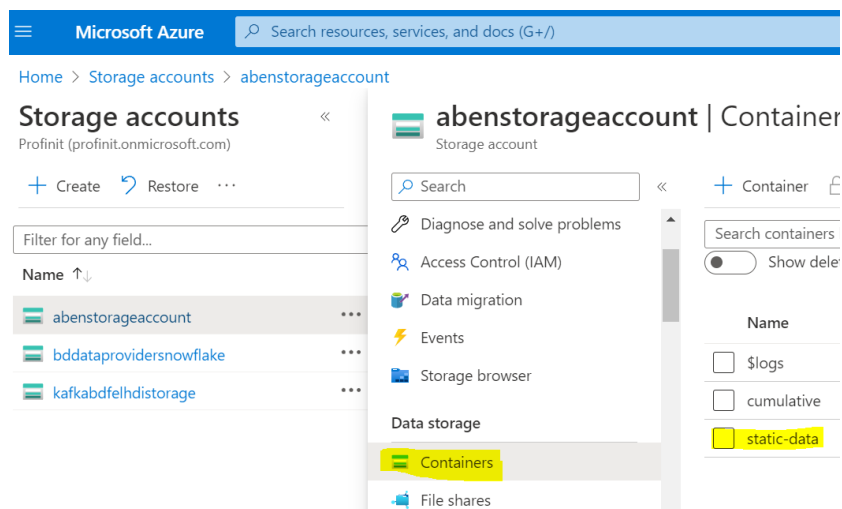 Microsoft Azure
Search resources, services, and docs (G+/)
Home > Storage accounts > abenstorageaccount
Storage accounts
Profinit (profinit.onmicrosoft.com)
Create
Restore
Filter for any field...
Name
abenstorageaccount
bddataprovidersnowflake
kafkabdfelhdistorage
abenstorageaccount | Container
Storage account
Search
Diagnose and solve problems
Access Control (IAM)
Data migration
Events
Storage browser
Data storage
Containers
File shares
Container
Search containers
Show dele
Name
$logs
cumulative
static-data